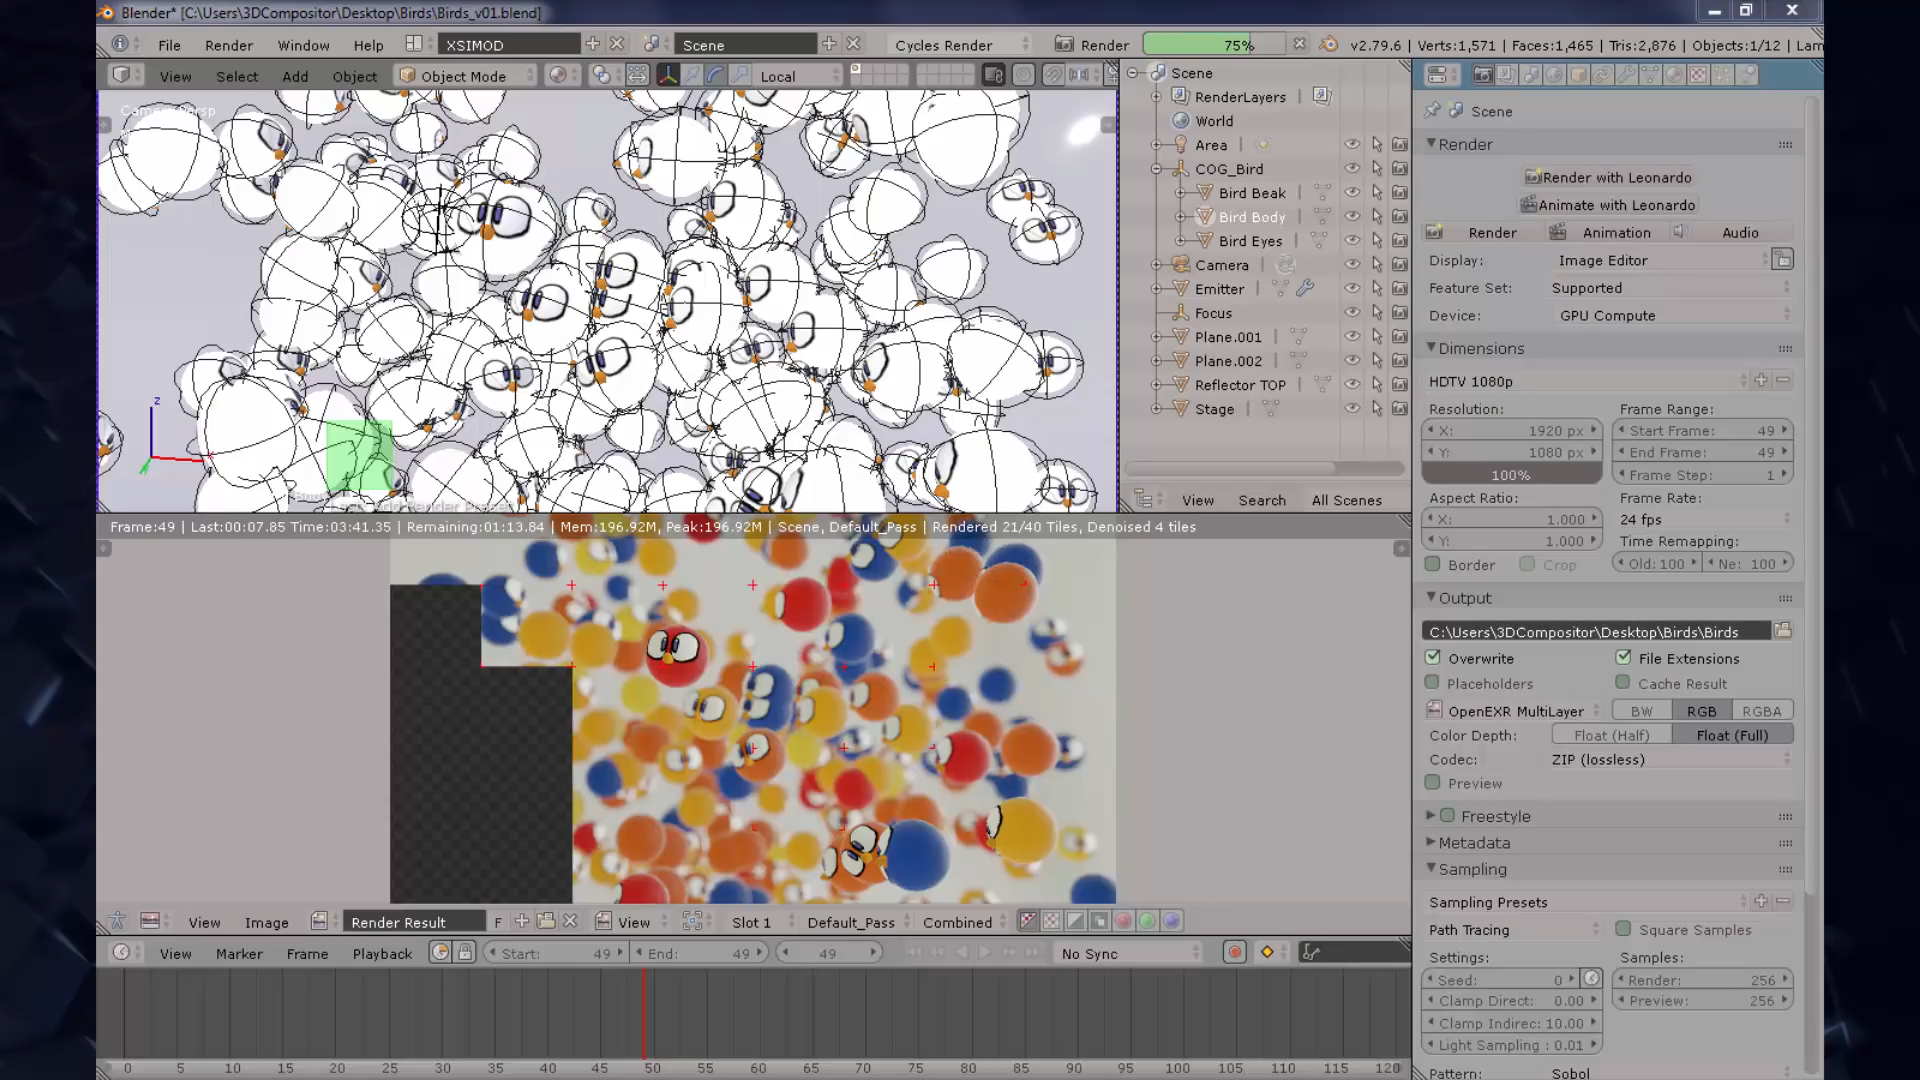 Blender* [C:\Users\3DCompositor\Desktop\Birds\Birds_v01.blend]
File Render Window Help XSIMOD Scene Cycles Render Render 75% v2.79.6 | Verts:1,571 | Faces:1,465 | Tris:2,876 | Objects:1/12 | Lam
View Select Add Object Object Mode Local
Scene
RenderLayers
World
Area
COG_Bird
Bird Beak
Bird Body
Bird Eyes
Camera
Emitter
Focus
Plane.001
Plane.002
Reflector TOP
Stage
z
View Search All Scenes
Frame:49 | Last:00:07.85 Time:03:41.35 | Remaining:01:13.84 | Mem:196.92M, Peak:196.92M | Scene, Default_Pass | Rendered 21/40 Tiles, Denoised 4 tiles
View Image Render Result F View Slot 1 Default_Pass Combined
View Marker Frame Playback Start: 49 End: 49 49 No Sync
0 5 10 15 20 25 30 35 40 45 50 55 60 65 70 75 80 85 90 95 100 105 110 115 120
Scene
Render
Render with Leonardo
Animate with Leonardo
Render Animation Audio
Display: Image Editor
Feature Set: Supported
Device: GPU Compute
Dimensions
HDTV 1080p
Resolution: Frame Range:
X: 1920 px Start Frame: 49
Y: 1080 px End Frame: 49
100% Frame Step: 1
Aspect Ratio: Frame Rate:
X: 1.000 24 fps
Y: 1.000 Time Remapping:
Border Crop Old: 100 Ne: 100
Output
C:\Users\3DCompositor\Desktop\Birds\Birds
Overwrite File Extensions
Placeholders Cache Result
OpenEXR MultiLayer BW RGB RGBA
Color Depth: Float (Half) Float (Full)
Codec: ZIP (lossless)
Preview
Freestyle
Metadata
Sampling
Sampling Presets
Path Tracing Square Samples
Settings: Samples:
Seed: 0 Render: 256
Clamp Direct: 0.00 Preview: 256
Clamp Indirec: 10.00
Light Sampling : 0.01
Pattern: Sobol